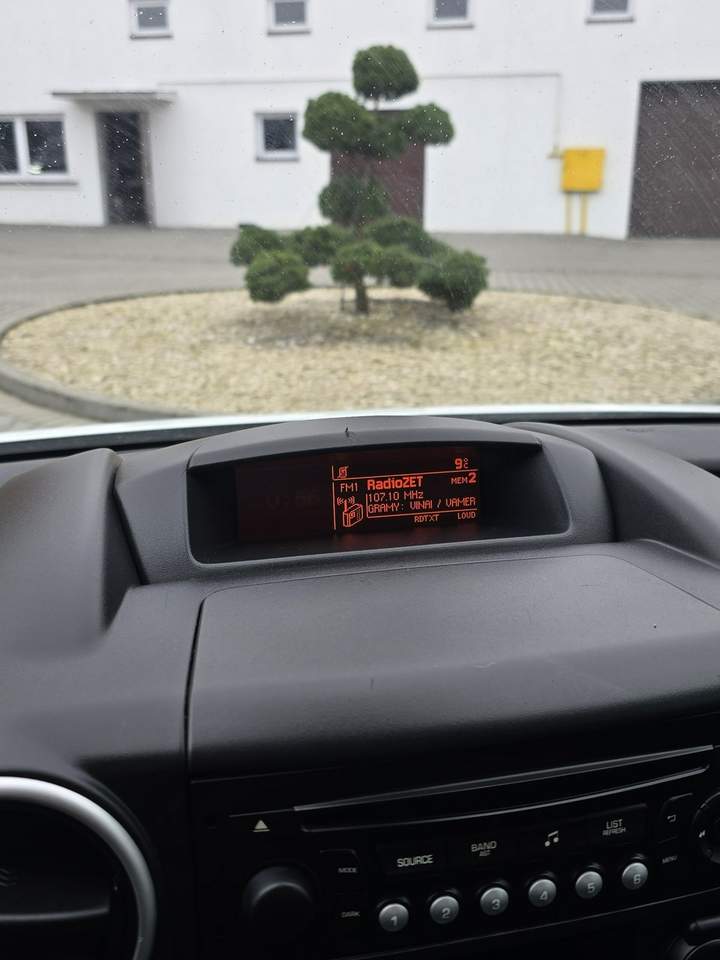 9°C
FM1 RadioZET MEM2
107.10 MHz
GRAMY: VINAI / VAMER
RDTXT LOUD
MODE SOURCE BAND AST LIST REFRESH
DARK MENU
1 2 3 4 5 6